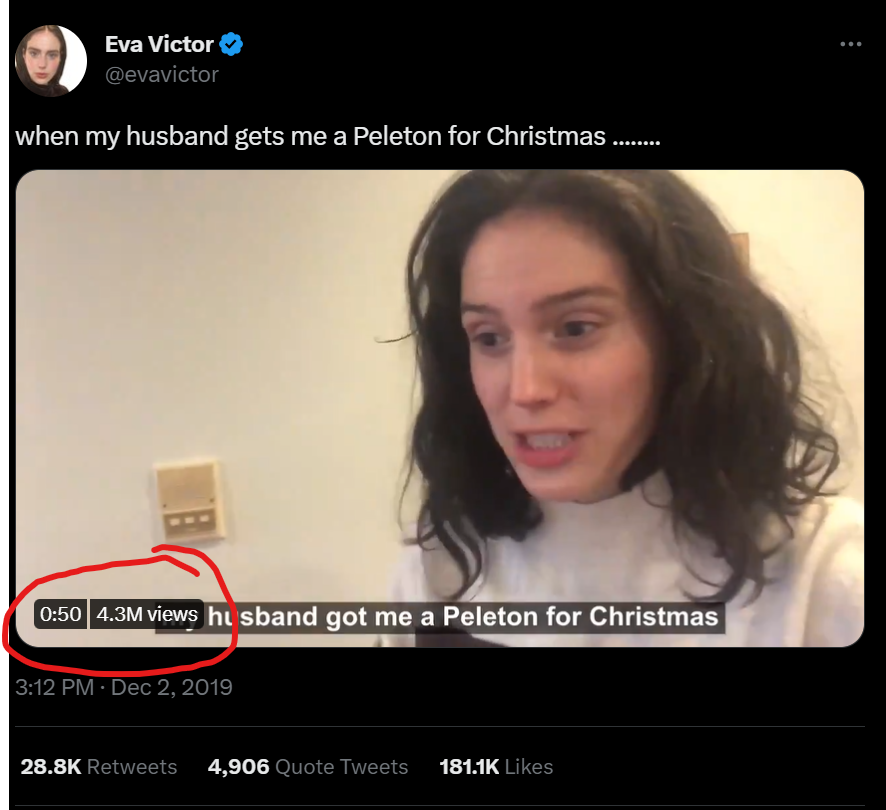 Eva Victor
@evavictor
when my husband gets me a Peleton for Christmas ........
0:50 4.3M views husband got me a Peleton for Christmas
3:12 PM · Dec 2, 2019
28.8K Retweets 4,906 Quote Tweets 181.1K Likes